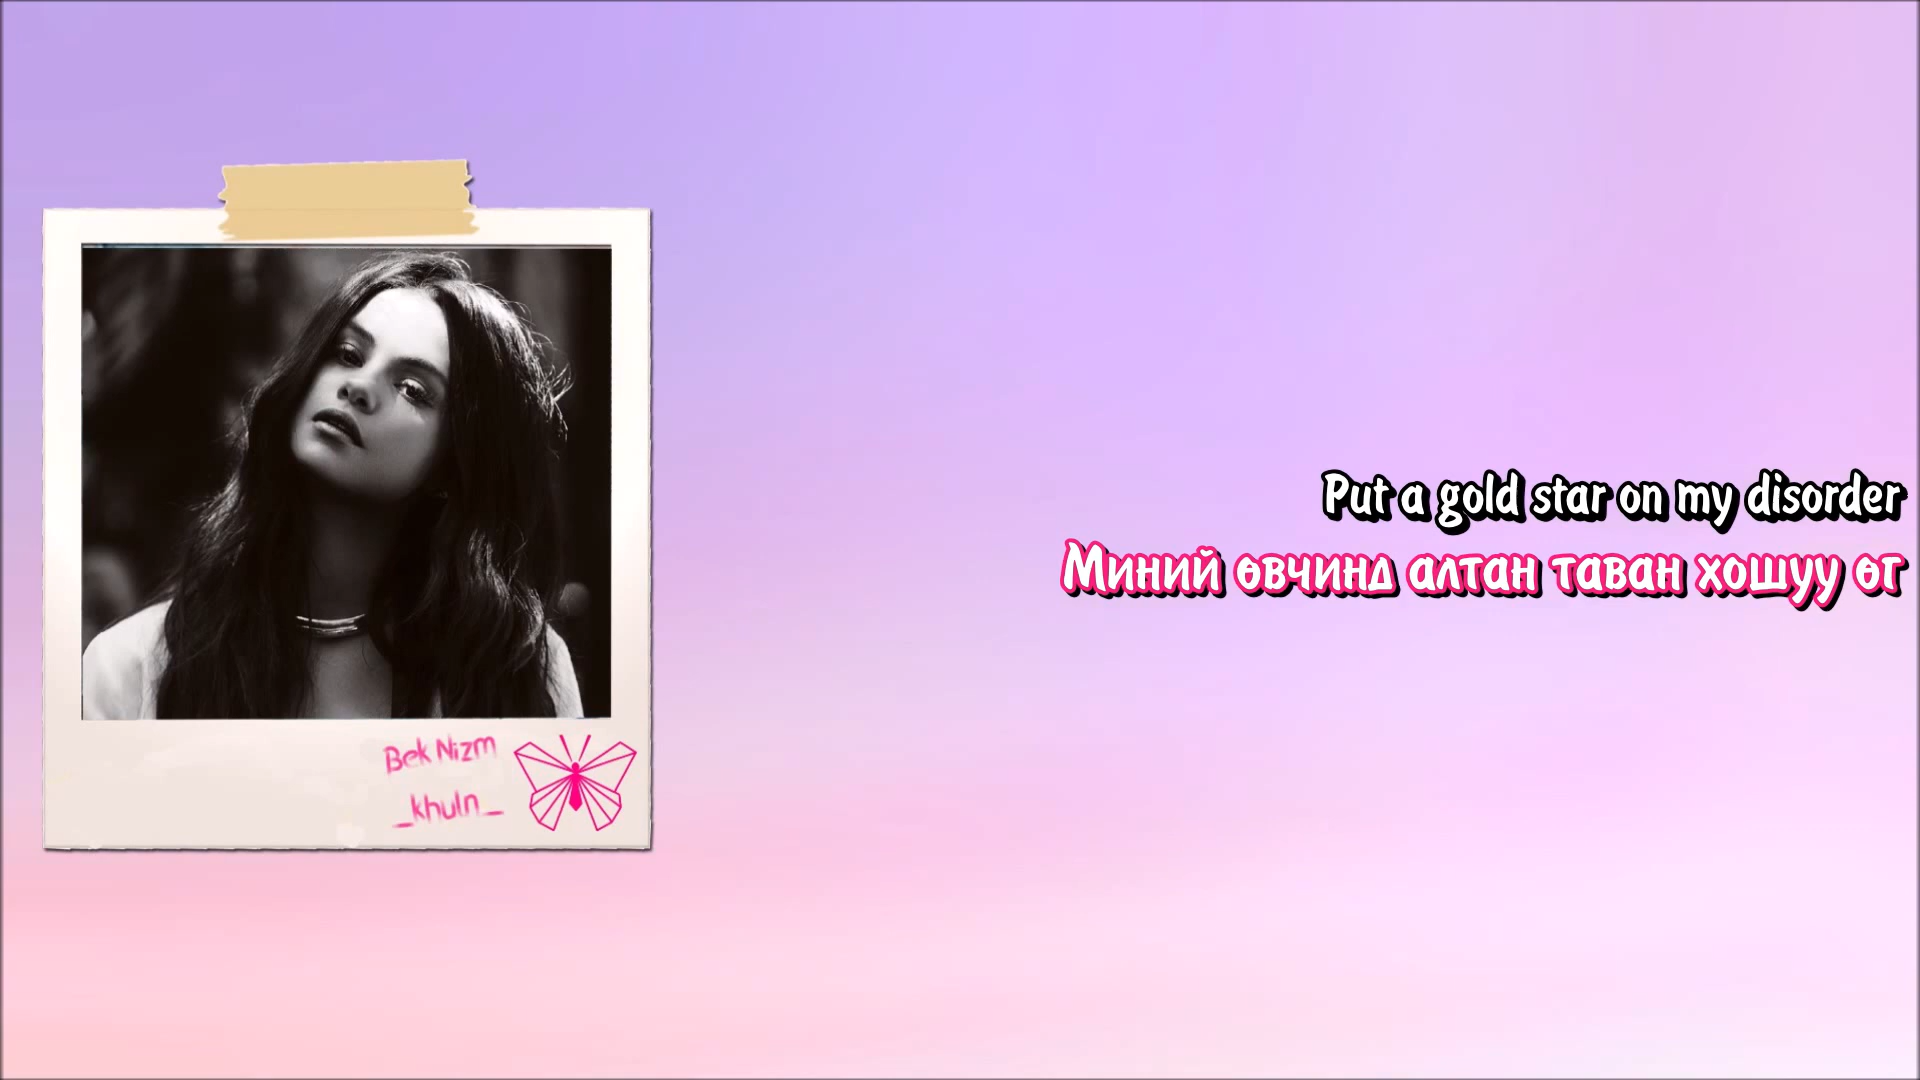 Put a gold star on my disorder
Миний өвчинд алтан таван хошуу өг
Bek Nizm
_khuln_